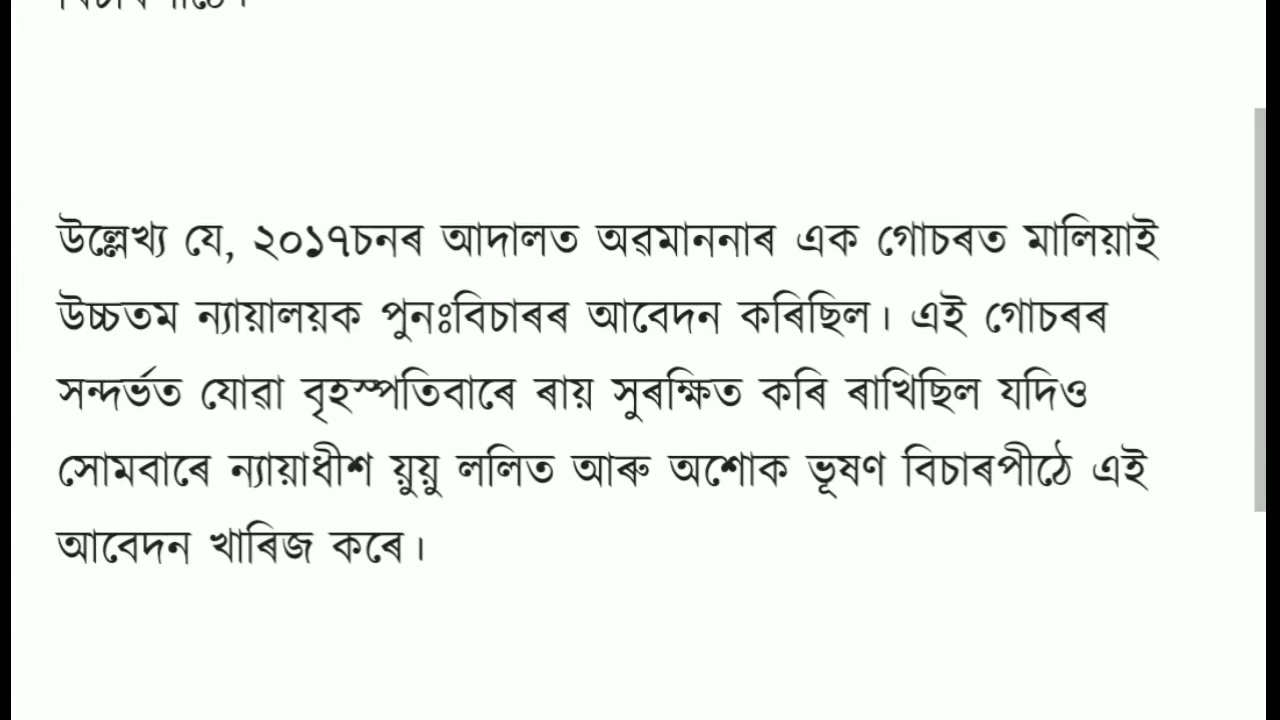 উল্লেখ্য যে, ২০১৭চনৰ আদালত অৱমাননাৰ এক গোচৰত মালিয়াই
উচ্চতম ন্যায়ালয়ক পুনঃবিচাৰৰ আবেদন কৰিছিল। এই গোচৰৰ
সন্দৰ্ভত যোৱা বৃহস্পতিবাৰে ৰায় সুৰক্ষিত কৰি ৰাখিছিল যদিও
সোমবাৰে ন্যায়াধীশ য়ুয়ু ললিত আৰু অশোক ভূষণ বিচাৰপীঠে এই
আবেদন খাৰিজ কৰে।